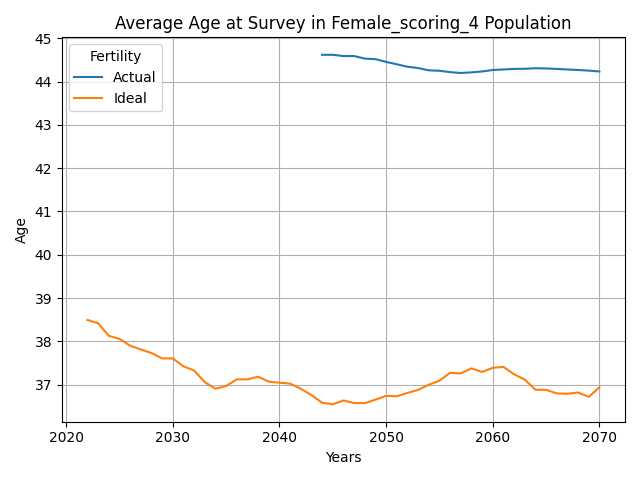 Average Age at Survey in Female_scoring_4 Population
Fertility
Actual
Ideal
45
44
43
42
41
40
39
38
37
Age
2020
2030
2040
2050
2060
2070
Years